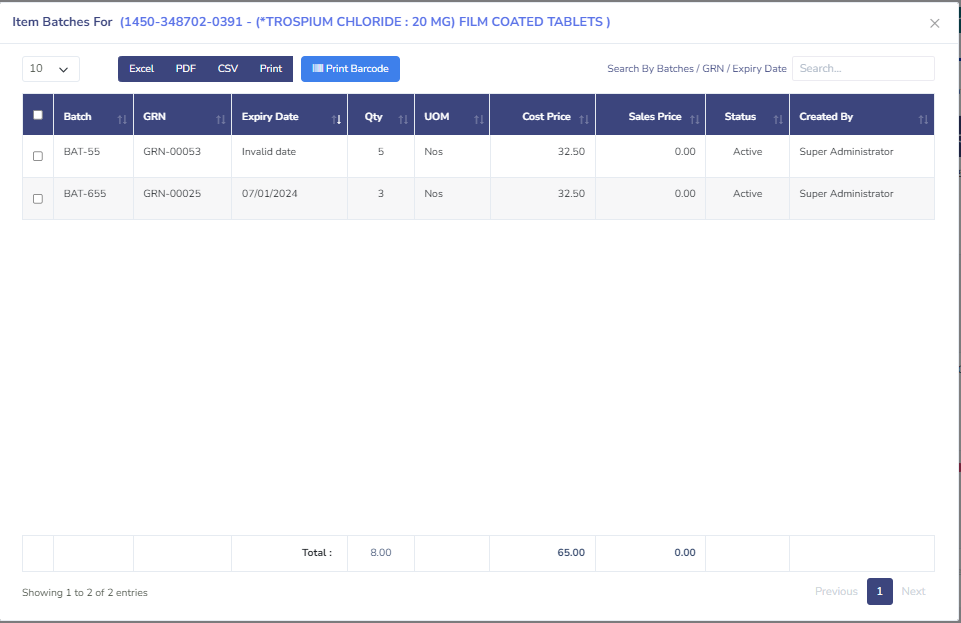 Item Batches For (1450-348702-0391 - (*TROSPIUM CHLORIDE : 20 MG) FILM COATED TABLETS )
10 Excel PDF CSV Print Print Barcode Search By Batches / GRN / Expiry Date Search...
Batch GRN Expiry Date Qty UOM Cost Price Sales Price Status Created By
BAT-55 GRN-00053 Invalid date 5 Nos 32.50 0.00 Active Super Administrator
BAT-655 GRN-00025 07/01/2024 3 Nos 32.50 0.00 Active Super Administrator
Total : 8.00 65.00 0.00
Showing 1 to 2 of 2 entries Previous 1 Next